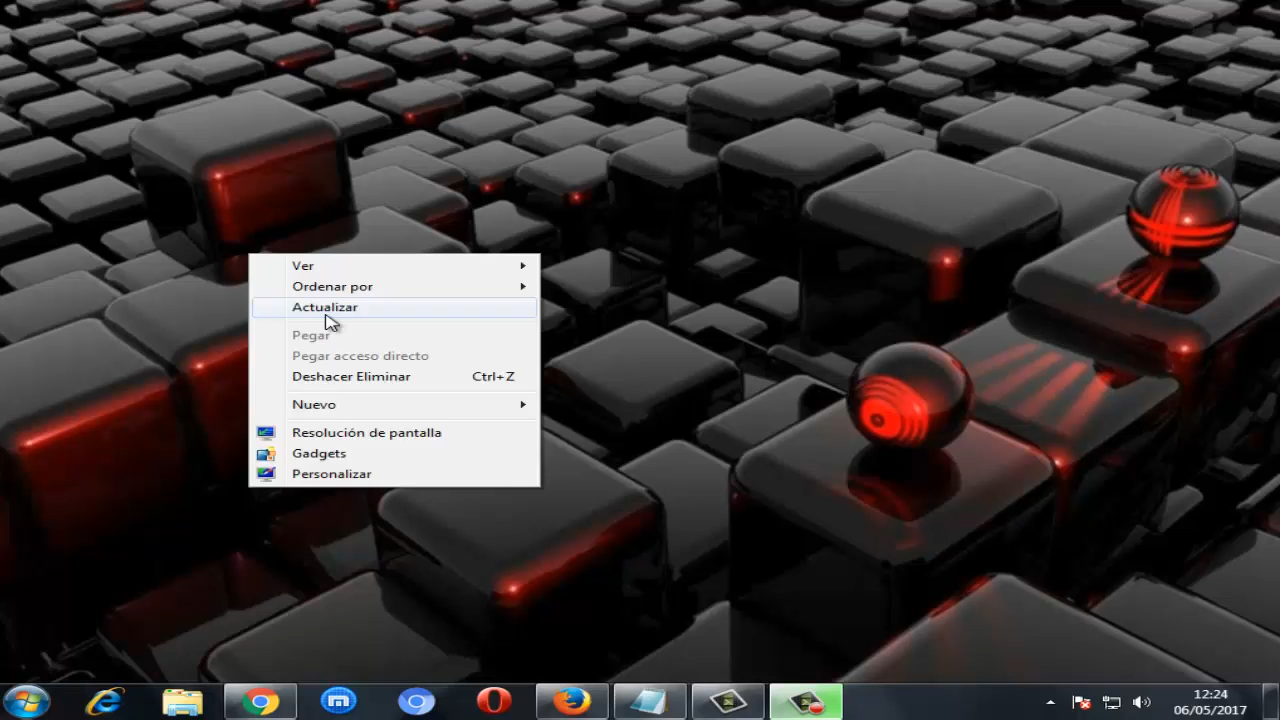 Ver
Ordenar por
Actualizar
Pegar
Pegar acceso directo
Deshacer Eliminar Ctrl+Z
Nuevo
Resolución de pantalla
Gadgets
Personalizar
12:24
06/05/2017